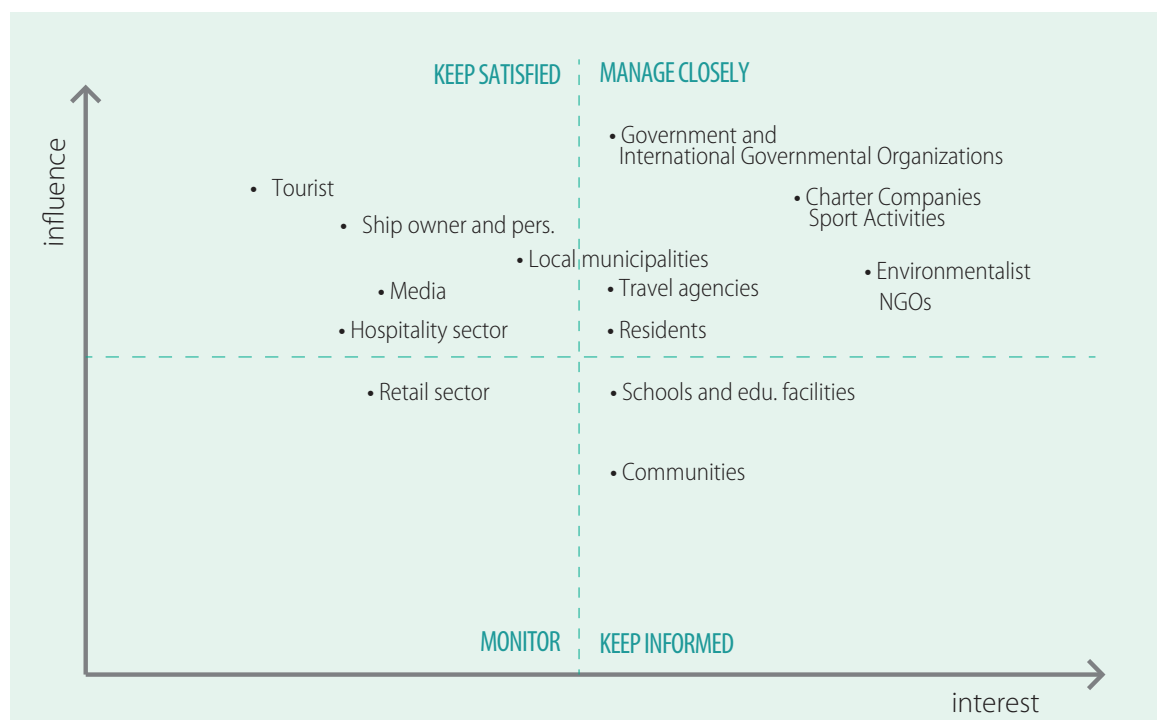 KEEP SATISFIED
MANAGE CLOSELY
influence
• Government and
International Governmental Organizations
• Tourist
• Charter Companies
Sport Activities
• Ship owner and pers.
• Local municipalities
• Environmentalist
NGOs
• Media
• Travel agencies
• Hospitality sector
• Residents
• Retail sector
• Schools and edu. facilities
• Communities
MONITOR
KEEP INFORMED
interest